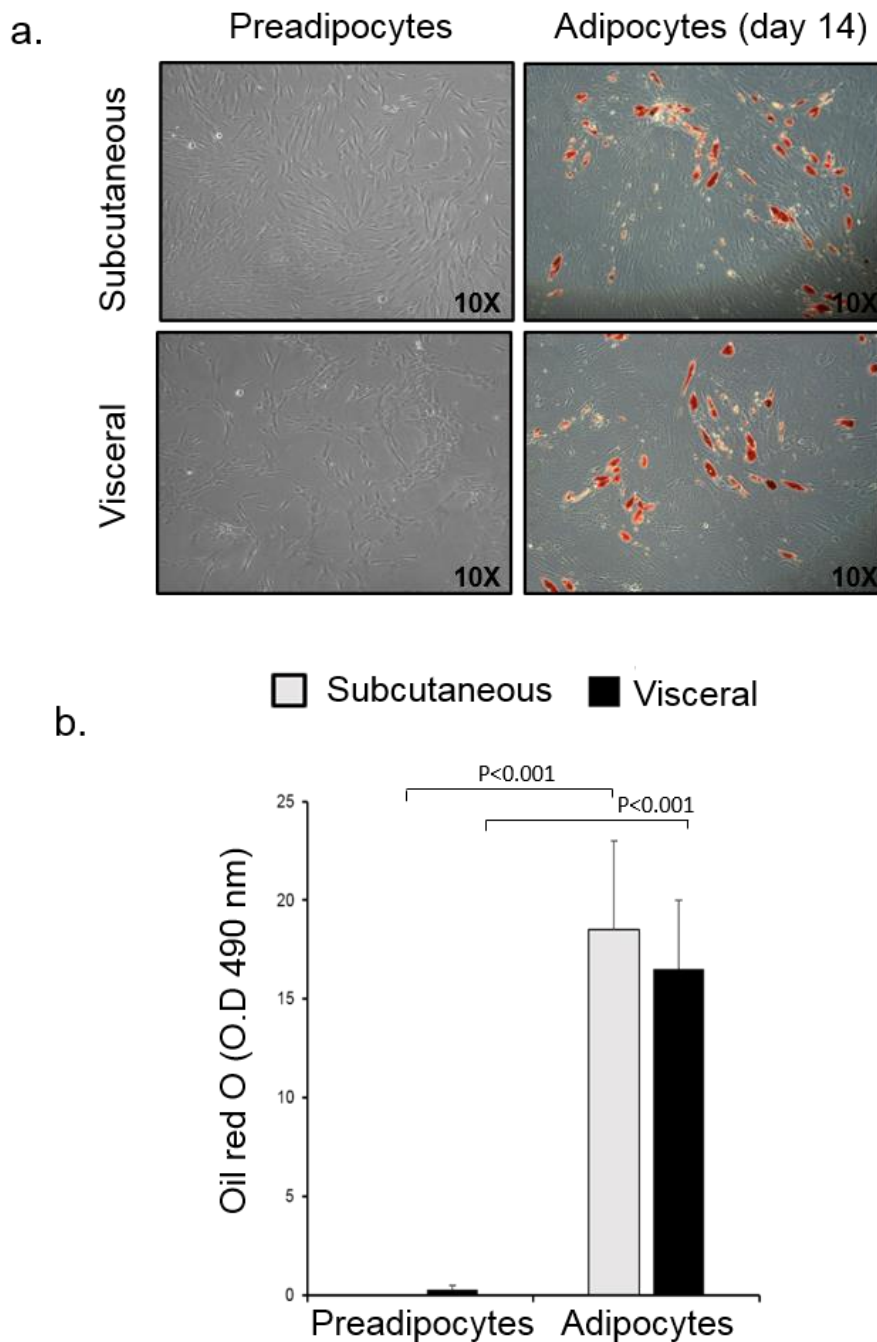 a.
Preadipocytes
Adipocytes (day 14)
Subcutaneous
10X
10X
Visceral
10X
10X
Subcutaneous
Visceral
b.
P<0.001
P<0.001
Oil red O (O.D 490 nm)
25
20
15
10
5
0
Preadipocytes
Adipocytes